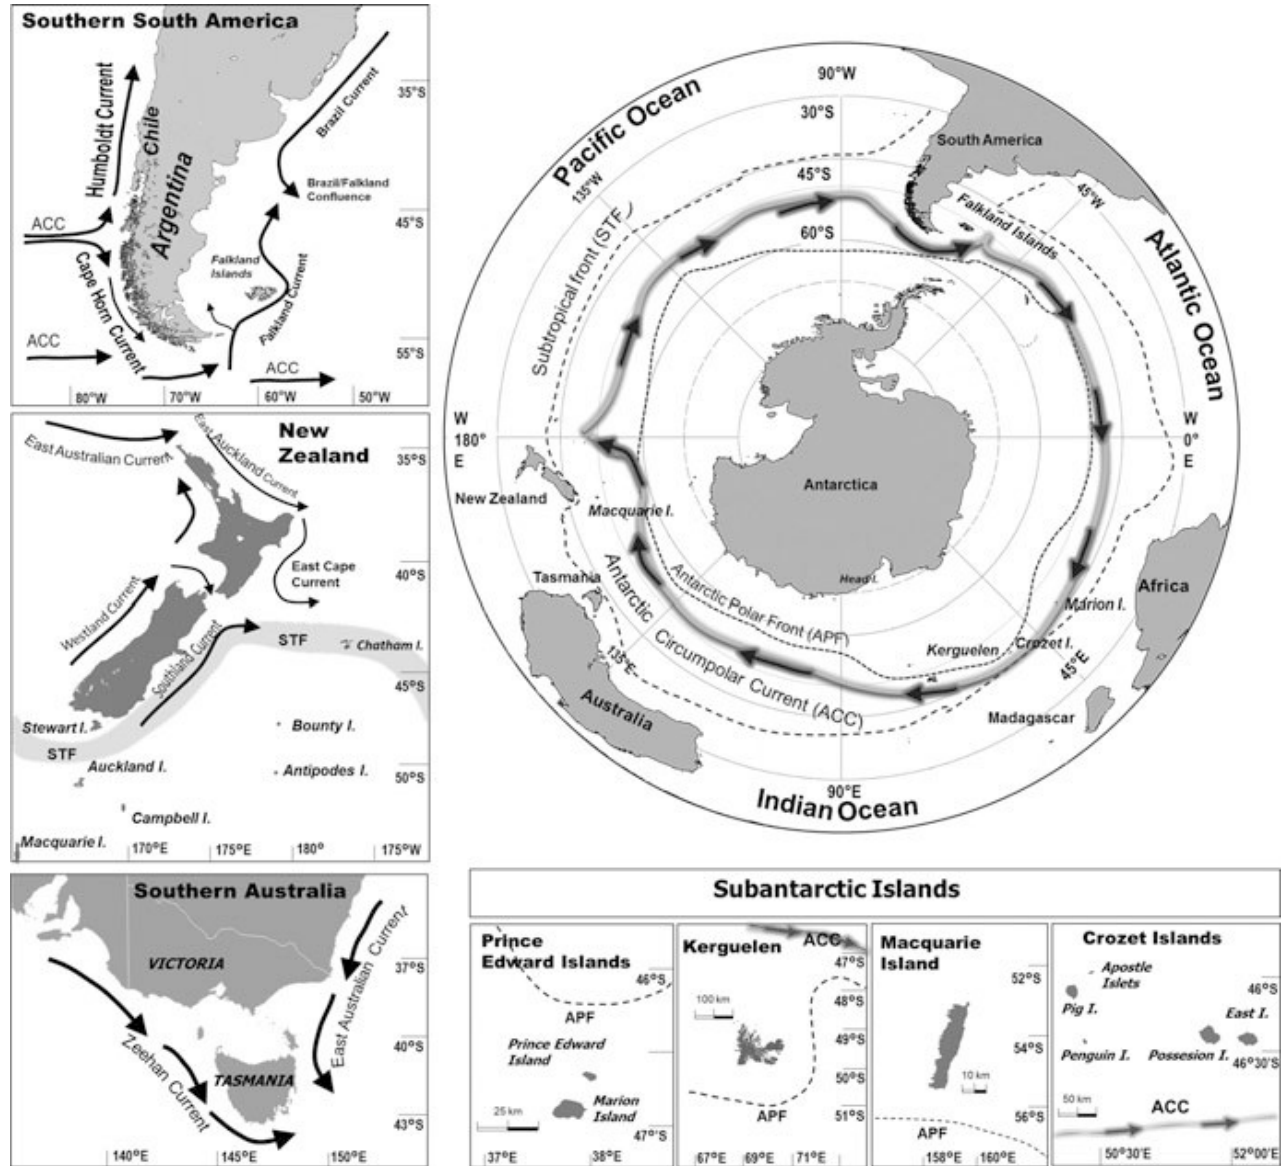 Southern South America
Humboldt Current
Chile
Argentina
Brazil Current
35°S
Brazil/Falkland
Confluence
45°S
ACC
Cape Horn Current
Falkland
Islands
Falkland Current
ACC
55°S
ACC
80°W
70°W
60°W
50°W
New
Zealand
East Australian Current
East Auckland Current
35°S
East Cape
Current
40°S
Westland Current
Southland Current
STF
Chatham I.
45°S
Stewart I.
STF
Bounty I.
Auckland I.
Antipodes I.
50°S
Campbell I.
Macquarie I.
170°E
175°E
180°
175°W
Southern Australia
VICTORIA
37°S
East Australian Current
Zeehan Current
40°S
TASMANIA
43°S
140°E
145°E
150°E
Pacific Ocean
90°W
30°S
135°W
45°S
60°S
South America
45°W
Falkland Islands
Atlantic Ocean
Subtropical front (STF)
W
180°
E
W
0°
E
New Zealand
Macquarie I.
Antarctica
Tasmania
Head I.
Antarctic Polar Front (APF)
Antarctic Circumpolar Current (ACC)
Marion I.
Africa
Crozet I.
Kerguelen
45°E
135°E
Madagascar
Australia
90°E
Indian Ocean
Subantarctic Islands
Prince
Edward Islands
46°S
APF
Prince Edward
Island
Marion
Island
25 km
47°S
37°E
38°E
Kerguelen
ACC
47°S
100 km
48°S
49°S
50°S
51°S
APF
67°E
69°E
71°E
Macquarie
Island
52°S
54°S
10 km
56°S
APF
158°E
160°E
Crozet Islands
Apostle
Islets
46°S
Pig I.
East I.
Penguin I.
Possesion I.
46°30'S
50 km
ACC
50°30'E
52°00'E